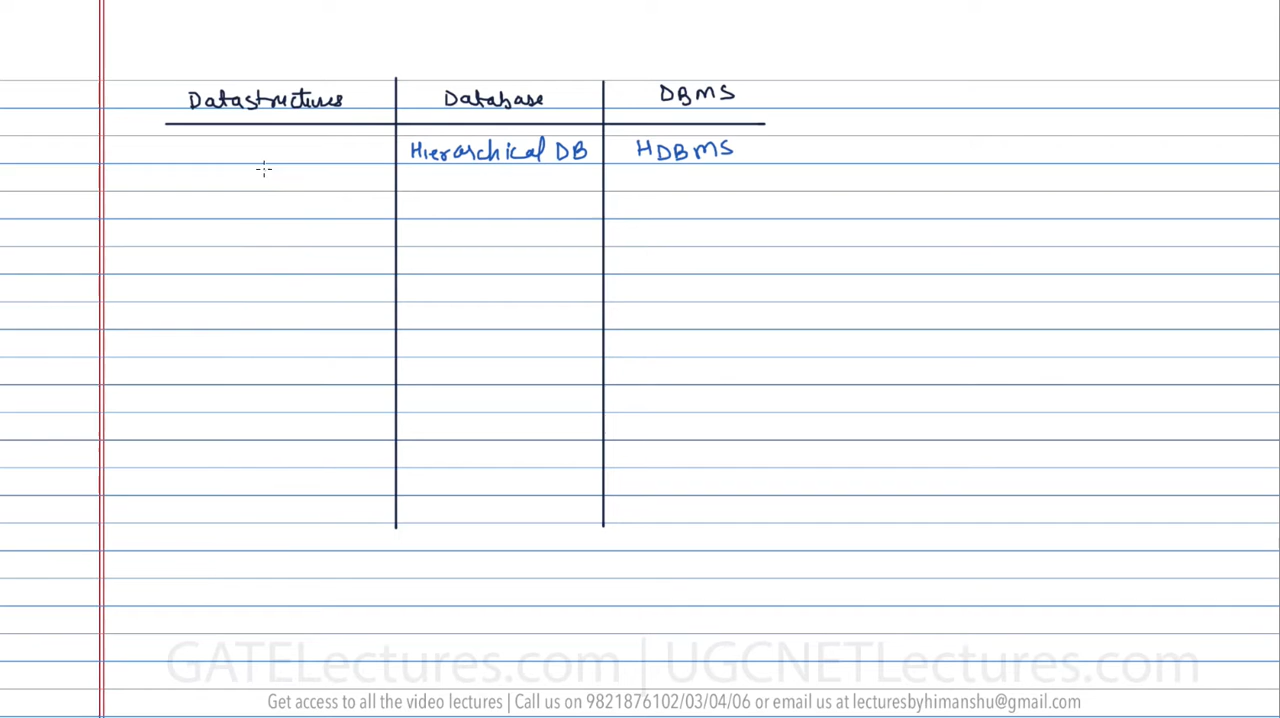 Datastructures Database DBMS
Hierarchical DB HDBMS
GATELectures.com | UGCNETLectures.com
Get access to all the video lectures | Call us on 9821876102/03/04/06 or email us at lecturesbyhimanshu@gmail.com